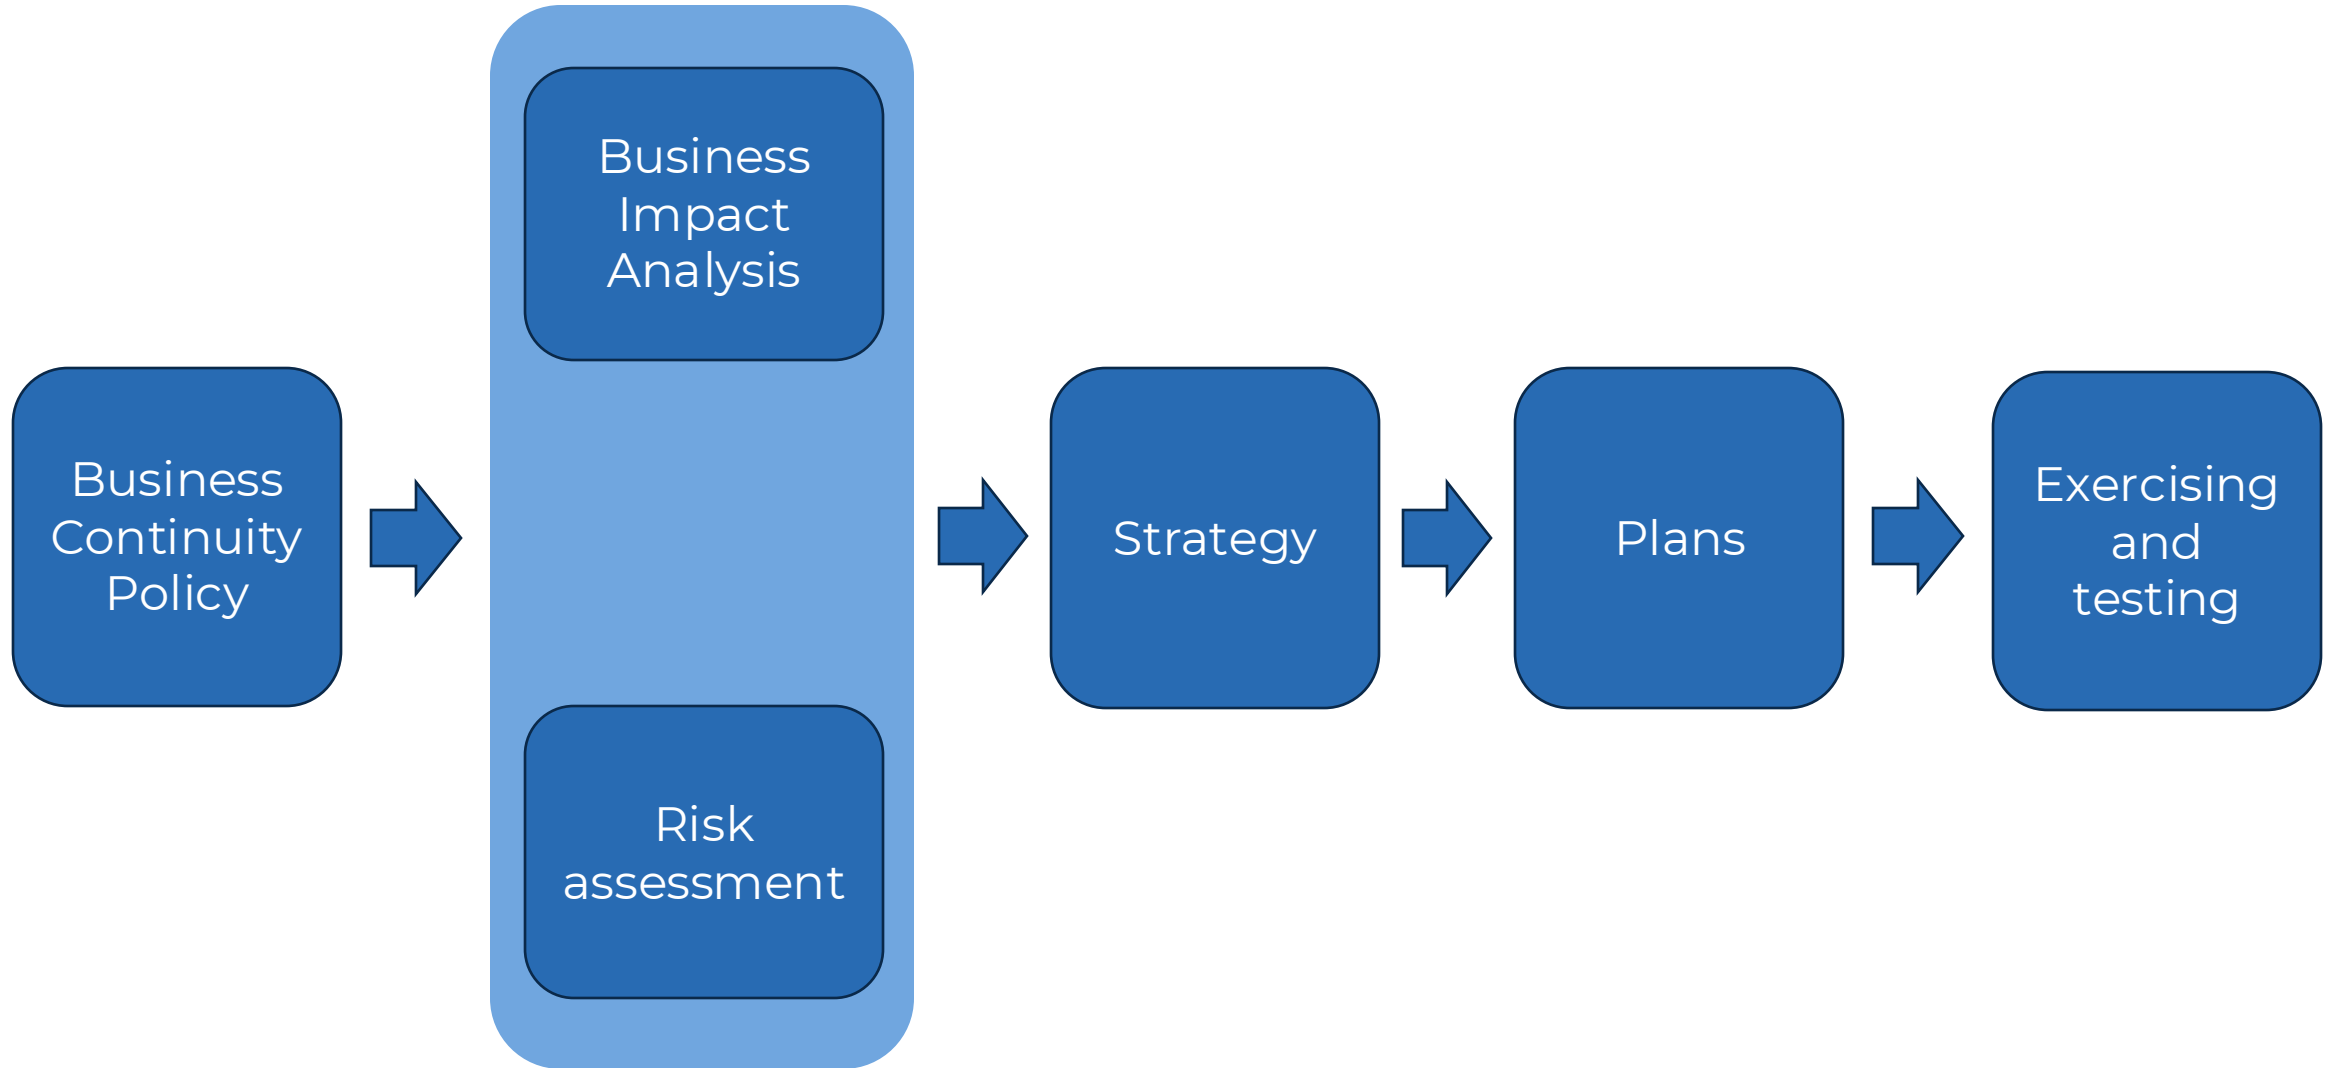 Business
Continuity
Policy
Business
Impact
Analysis
Risk
assessment
Strategy
Plans
Exercising
and
testing